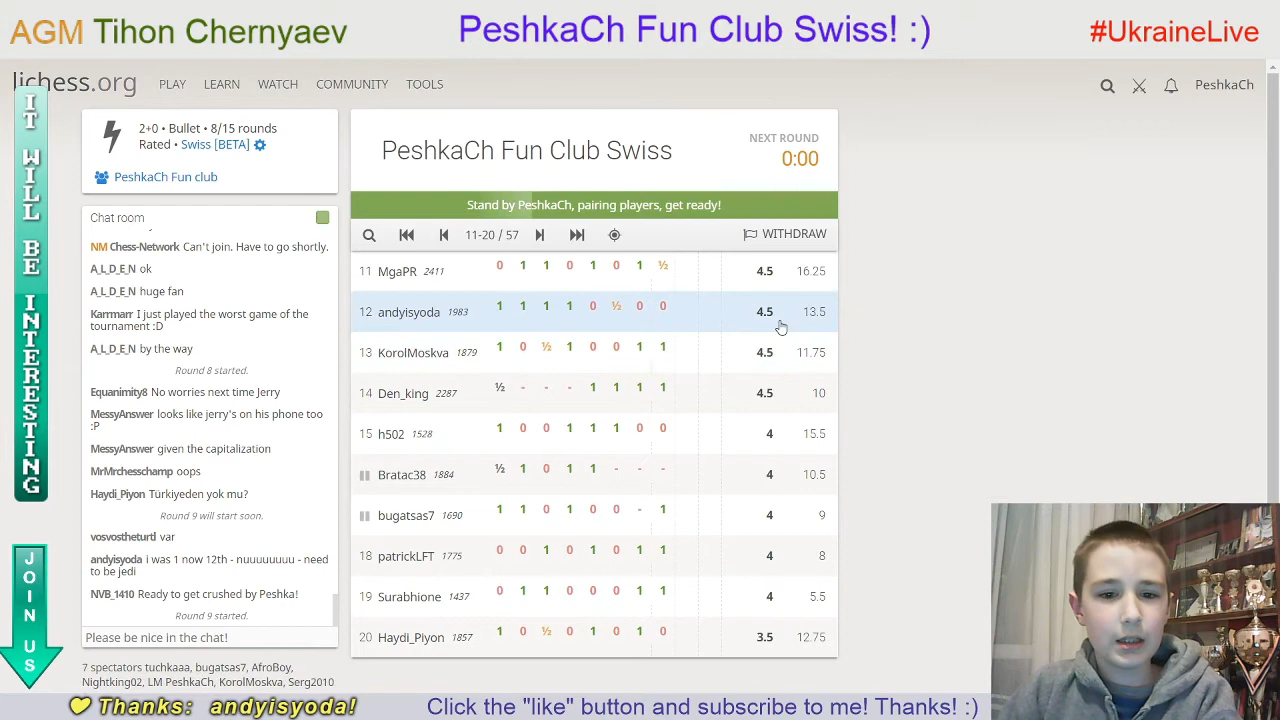 AGM Tihon Chernyaev
PeshkaCh Fun Club Swiss! :)
#UkraineLive
lichess.org
PLAY LEARN WATCH COMMUNITY TOOLS
PeshkaCh
IT WILL BE INTERESTING
JOIN US
2+0 • Bullet • 8/15 rounds
Rated • Swiss [BETA]
PeshkaCh Fun club
Chat room
NM Chess-Network Can't join. Have to go shortly.
A_L_D_E_N ok
A_L_D_E_N huge fan
Karrmarr I just played the worst game of the
tournament :D
A_L_D_E_N by the way
Round 8 started.
Equanimity8 No worries next time Jerry
MessyAnswer looks like jerry's on his phone too
:P
MessyAnswer given the capitalization
MrMrchesschamp oops
Haydi_Piyon Türkiyeden yok mu?
Round 9 will start soon.
vosvostheturtl var
andyisyoda i was 1 now 12th - nuuuuuuuu - need
to be jedi
NVB_1410 Ready to get crushed by Peshka!
Round 9 started.
Please be nice in the chat!
7 spectators tuchkaaa, bugatsas7, AfroBoy,
Nightking02, LM PeshkaCh, KorolMoskva, Serg2010
PeshkaCh Fun Club Swiss
NEXT ROUND
0:00
Stand by PeshkaCh, pairing players, get ready!
11-20 / 57
WITHDRAW
11 MgaPR 2411 0 1 1 0 1 0 1 ½ 4.5 16.25
12 andyisyoda 1983 1 1 1 1 0 ½ 0 0 4.5 13.5
13 KorolMoskva 1879 1 0 ½ 1 0 0 1 1 4.5 11.75
14 Den_king 2287 ½ - - - 1 1 1 1 4.5 10
15 h502 1528 1 0 0 1 1 1 0 0 4 15.5
Bratac38 1884 ½ 1 0 1 1 - - - 4 10.5
bugatsas7 1690 1 1 0 1 0 0 - 1 4 9
18 patrickLFT 1775 0 0 1 0 1 0 1 1 4 8
19 Surabhione 1437 0 1 1 0 0 0 1 1 4 5.5
20 Haydi_Piyon 1857 1 0 ½ 0 1 0 1 0 3.5 12.75
Thanks: andyisyoda!
Click the "like" button and subscribe to me! Thanks! :)